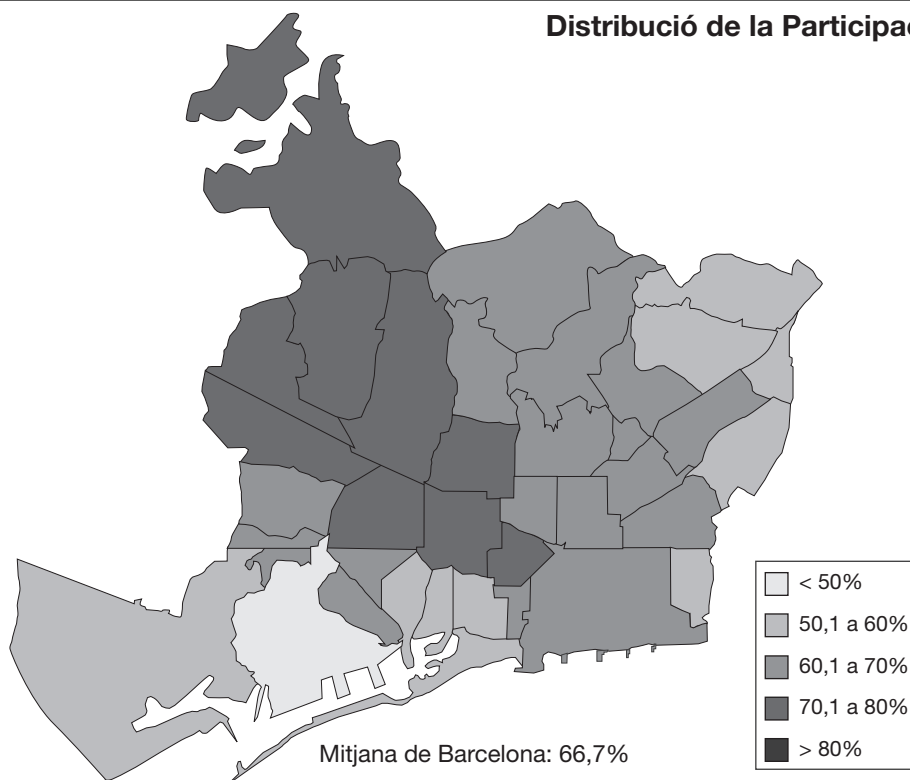 Distribució de la
Mitjana de Barcelona: 66,7%
< 50%
50,1 a 60%
60,1 a 70%
70,1 a 80%
> 80%